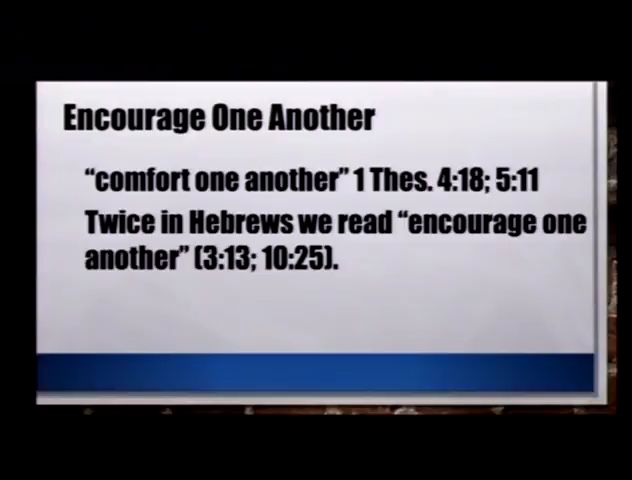 Encourage One Another
“comfort one another” 1 Thes. 4:18; 5:11
Twice in Hebrews we read “encourage one
another” (3:13; 10:25).